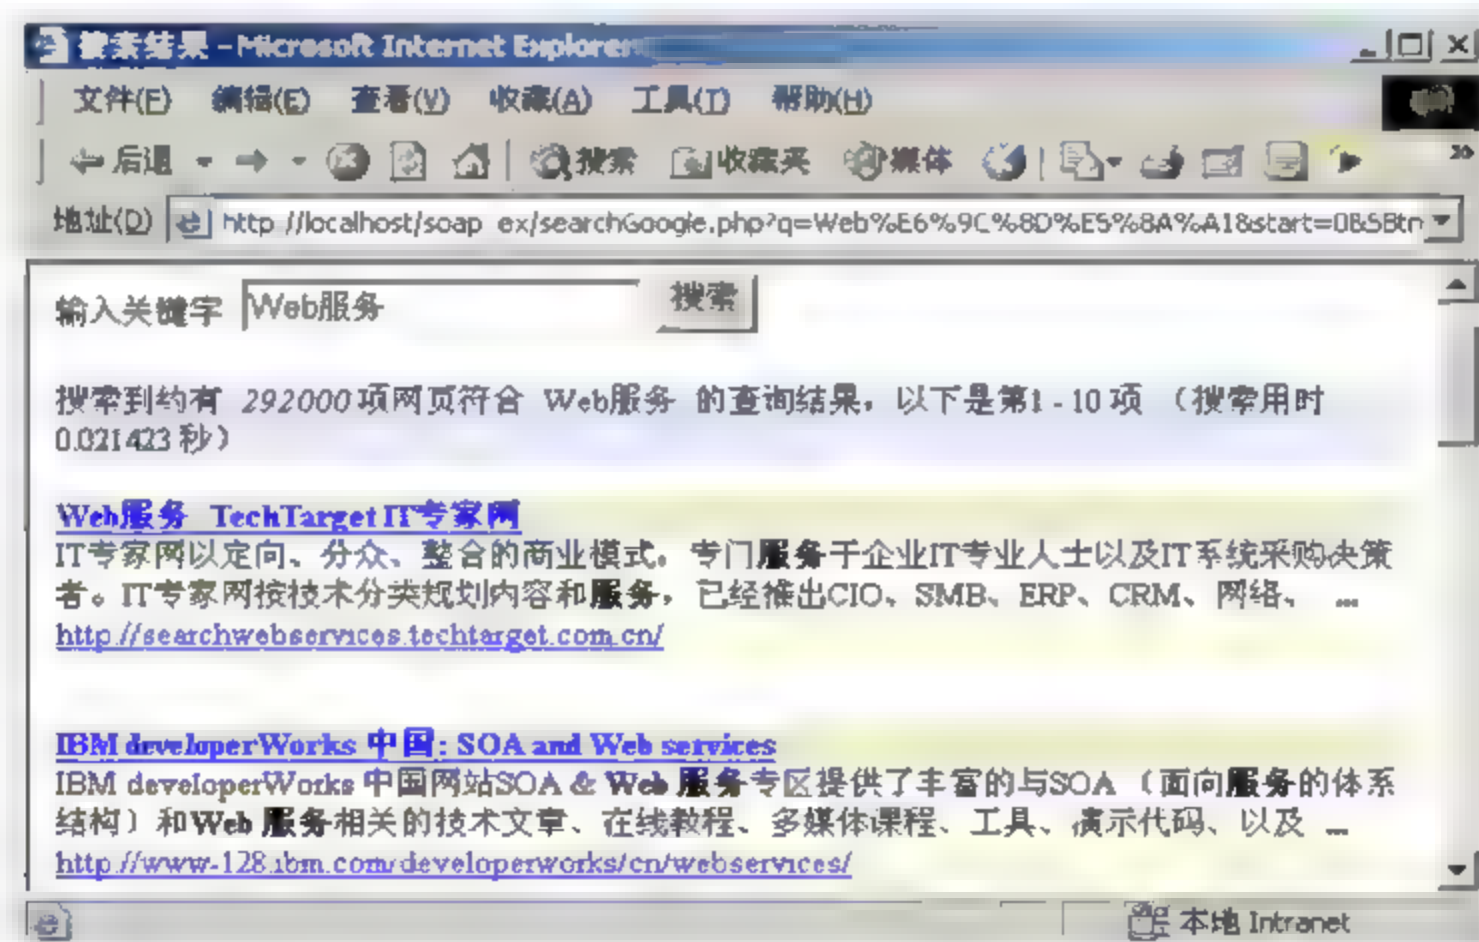 搜索结果 - Microsoft Internet Explorer
文件(F) 编辑(E) 查看(V) 收藏(A) 工具(T) 帮助(H)
后退 搜索 收藏夹 媒体 »
地址(D) http://localhost/soap_ex/searchGoogle.php?q=Web%E6%9C%8D%E5%8A%A1&start=0&SBtn
输入关键字 Web服务 搜索
搜索到约有 292000 项网页符合 Web服务 的查询结果，以下是第1 - 10 项 （搜索用时
0.021423 秒）
Web服务 TechTarget IT专家网
IT专家网以定向、分众、整合的商业模式。专门服务于企业IT专业人士以及IT系统采购决策
者。IT专家网按技术分类规划内容和服务，已经推出CIO、SMB、ERP、CRM、网络、 ...
http://searchwebservices.techtarget.com.cn/
IBM developerWorks 中国: SOA and Web services
IBM developerWorks 中国网站SOA & Web 服务专区提供了丰富的与SOA （面向服务的体系
结构）和Web 服务相关的技术文章、在线教程、多媒体课程、工具、演示代码、以及 ...
http://www-128.ibm.com/developerworks/cn/webservices/
本地 Intranet